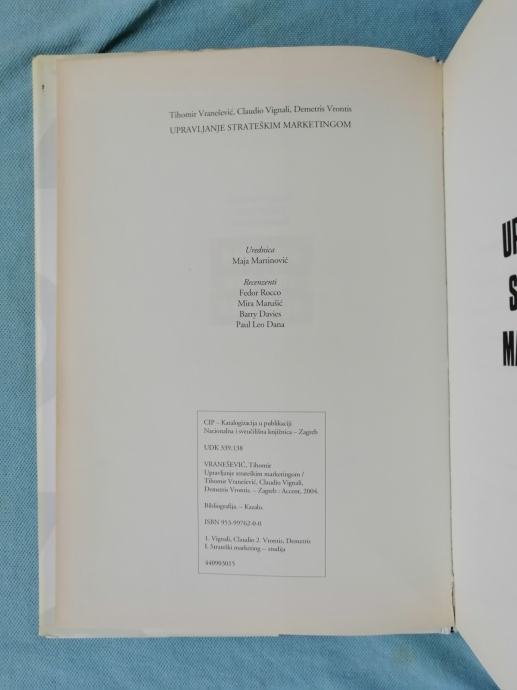 Tihomir Vranešević, Claudio Vignali, Demetris Vrontis
UPRAVLJANJE STRATEŠKIM MARKETINGOM
Urednica
Maja Martinović
Recenzenti
Fedor Rocco
Mira Marušić
Barry Davies
Paul Leo Dana
CIP – Katalogizacija u publikaciji
Nacionalna i sveučilišna knjižnica – Zagreb
UDK 339.138
VRANEŠEVIĆ, Tihomir
Upravljanje strateškim marketingom /
Tihomir Vranešević, Claudio Vignali,
Demetris Vrontis. – Zagreb : Accent, 2004.
Bibliografija. – Kazalo.
ISBN 953-99762-0-0
1. Vignali, Claudio 2. Vrontis, Demetris
I. Strateški marketing – studija
440903015
U
S
MA